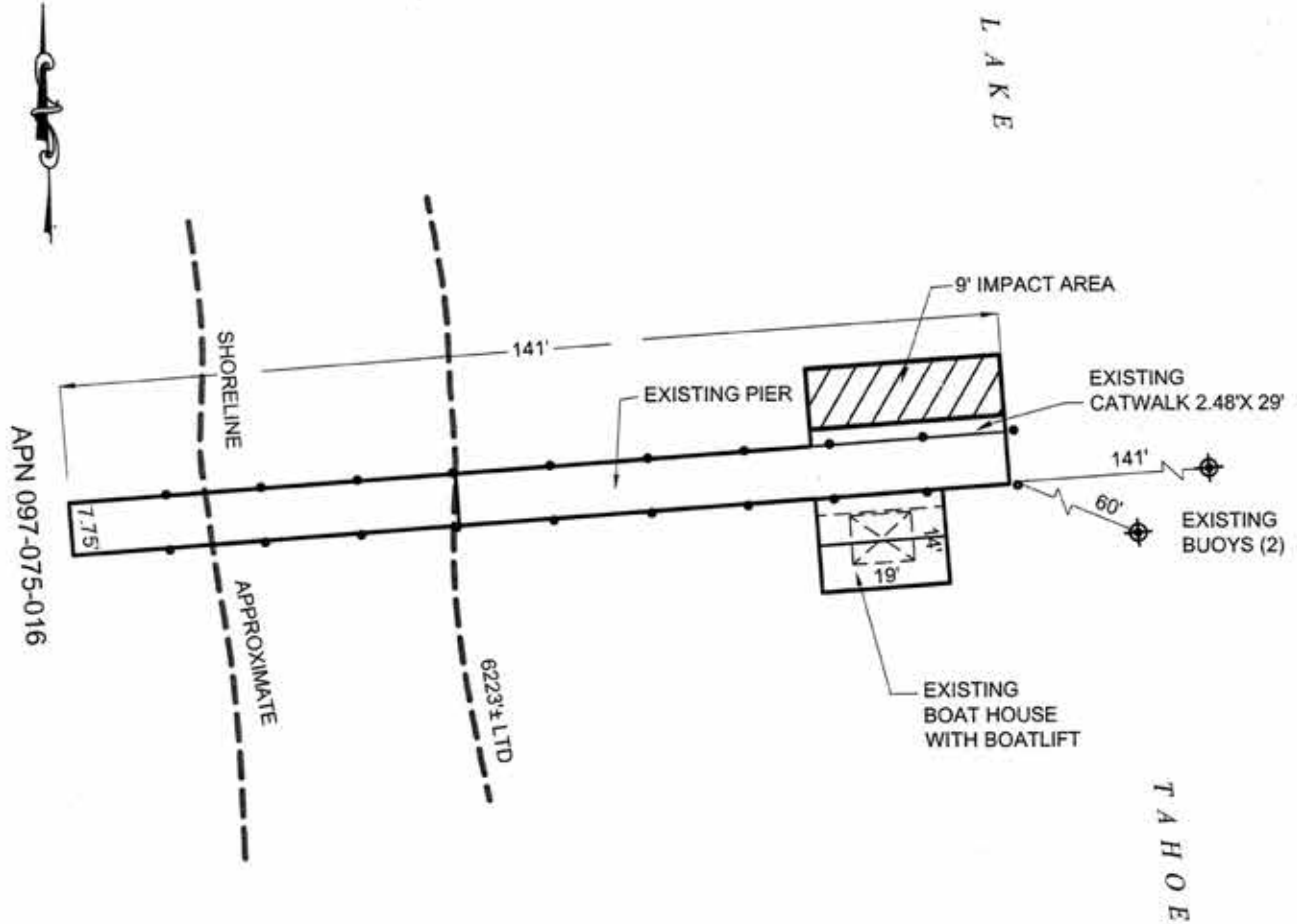 LAKE
9' IMPACT AREA
141'
SHORELINE
EXISTING PIER
EXISTING
CATWALK 2.48'X 29'
141'
60'
EXISTING
BUOYS (2)
7.75'
APN 097-075-016
14'
19'
APPROXIMATE
6223'± LTD
EXISTING
BOAT HOUSE
WITH BOATLIFT
TAHOE